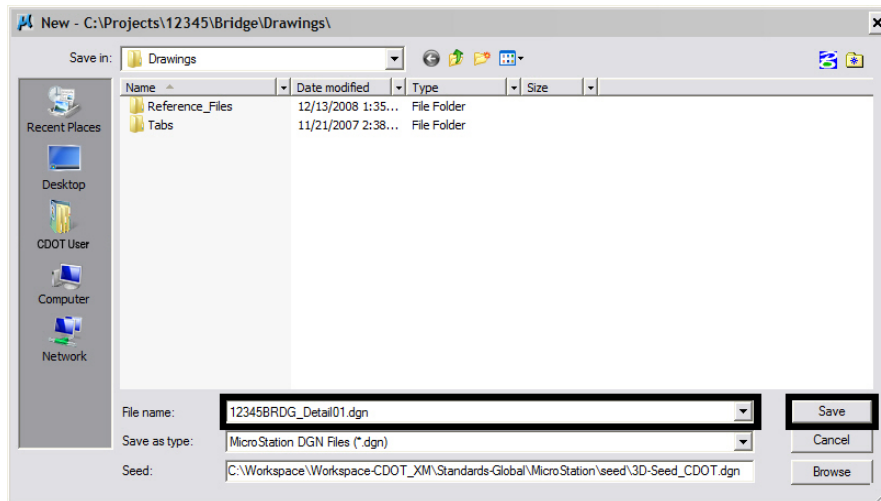 New - C:\Projects\12345\Bridge\Drawings\
Save in: Drawings
Name Date modified Type Size
Reference_Files 12/13/2008 1:35... File Folder
Tabs 11/21/2007 2:38... File Folder
Recent Places
Desktop
CDOT User
Computer
Network
File name: 12345BRDG_Detail01.dgn Save
Save as type: MicroStation DGN Files (*.dgn) Cancel
Seed: C:\Workspace\Workspace-CDOT_XM\Standards-Global\MicroStation\seed\3D-Seed_CDOT.dgn Browse